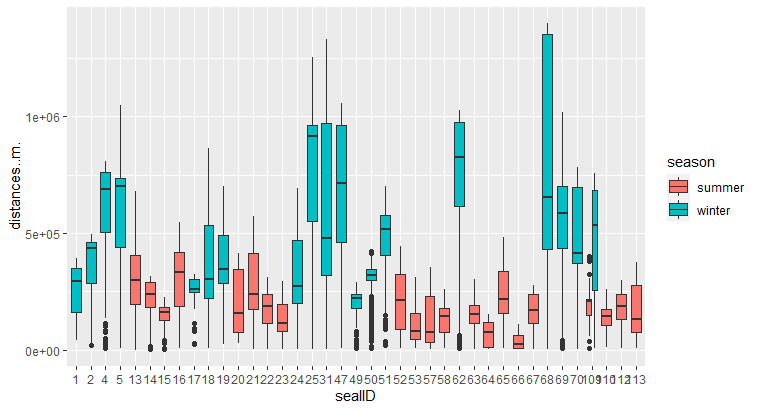 distances..m.
1e+06
5e+05
0e+00
1 2 4 5 13 14 15 16 17 18 19 20 21 22 23 24 25 31 47 49 50 51 52 53 57 58 62 63 64 65 66 67 68 69 70 109 110 112 113
sealID
season
summer
winter